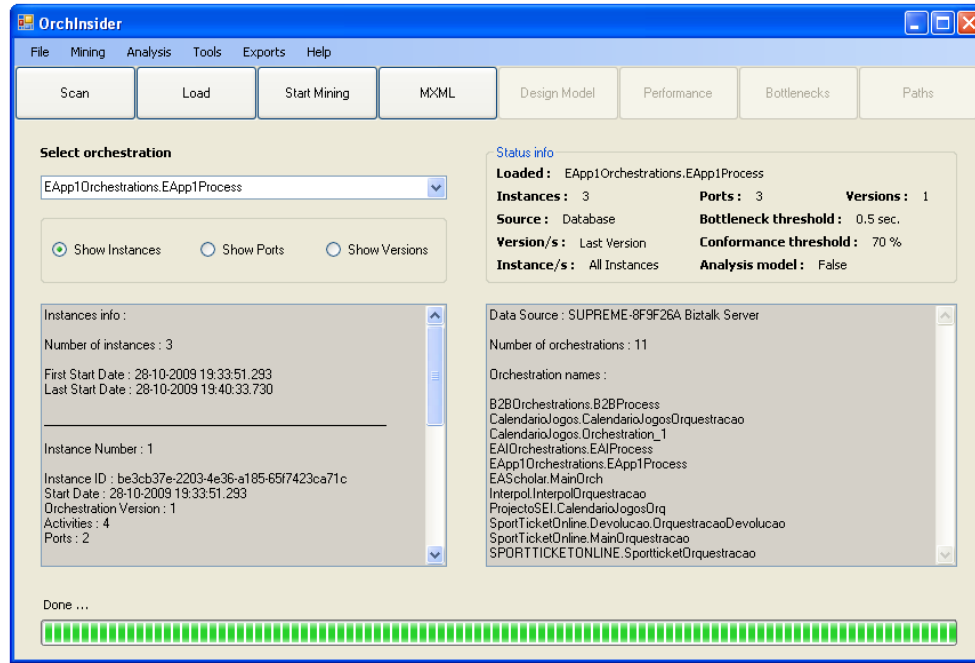 OrchInsider
File Mining Analysis Tools Exports Help
Scan Load Start Mining MXML Design Model Performance Bottlenecks Paths
Select orchestration
EApp1Orchestrations.EApp1Process
Show Instances Show Ports Show Versions
Status info
Loaded : EApp1Orchestrations.EApp1Process
Instances : 3 Ports : 3 Versions : 1
Source : Database Bottleneck threshold : 0.5 sec.
Version/s : Last Version Conformance threshold : 70 %
Instance/s : All Instances Analysis model : False
Instances info :
Number of instances : 3
First Start Date : 28-10-2009 19:33:51.293
Last Start Date : 28-10-2009 19:40:33.730
Instance Number : 1
Instance ID : be3cb37e-2203-4e36-a185-65f7423ca71c
Start Date : 28-10-2009 19:33:51.293
Orchestration Version : 1
Activities : 4
Ports : 2
Data Source : SUPREME-8F9F26A Biztalk Server
Number of orchestrations : 11
Orchestration names :
B2BOrchestrations.B2BProcess
CalendarioJogos.CalendarioJogosOrquestracao
CalendarioJogos.Orchestration_1
EAIOrchestrations.EAIProcess
EApp1Orchestrations.EApp1Process
EAScholar.MainOrch
Interpol.InterpolOrquestracao
ProjectoSEI.CalendarioJogosOrq
SportTicketOnline.Devolucao.OrquestracaoDevolucao
SportTicketOnline.MainOrquestracao
SPORTTICKETONLINE.SportticketOrquestracao
Done ...